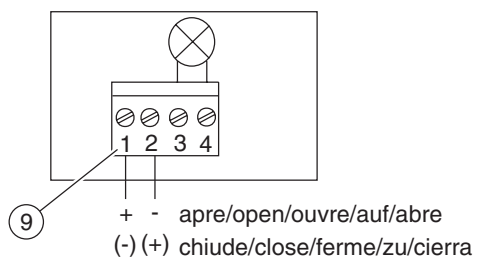 1 2 3 4
9
+ - apre/open/ouvre/auf/abre
(-) (+) chiude/close/ferme/zu/cierra